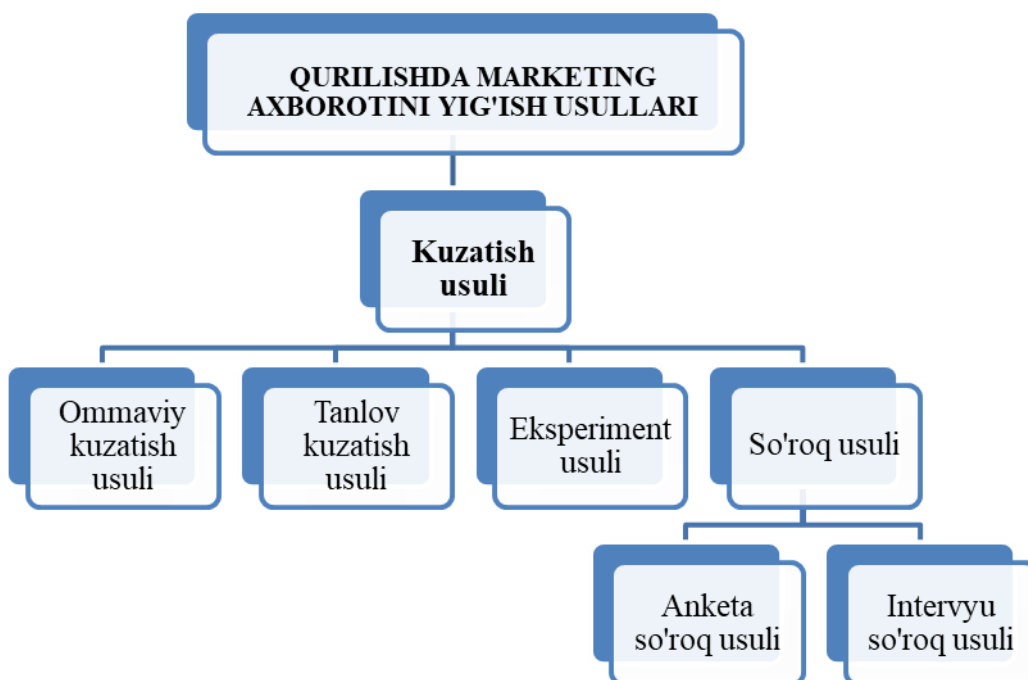 QURILISHDA MARKETING
AXBOROTINI YIG'ISH USULLARI
Kuzatish
usuli
Ommaviy
kuzatish
usuli
Tanlov
kuzatish
usuli
Eksperiment
usuli
So'roq usuli
Anketa
so'roq usuli
Intervyu
so'roq usuli